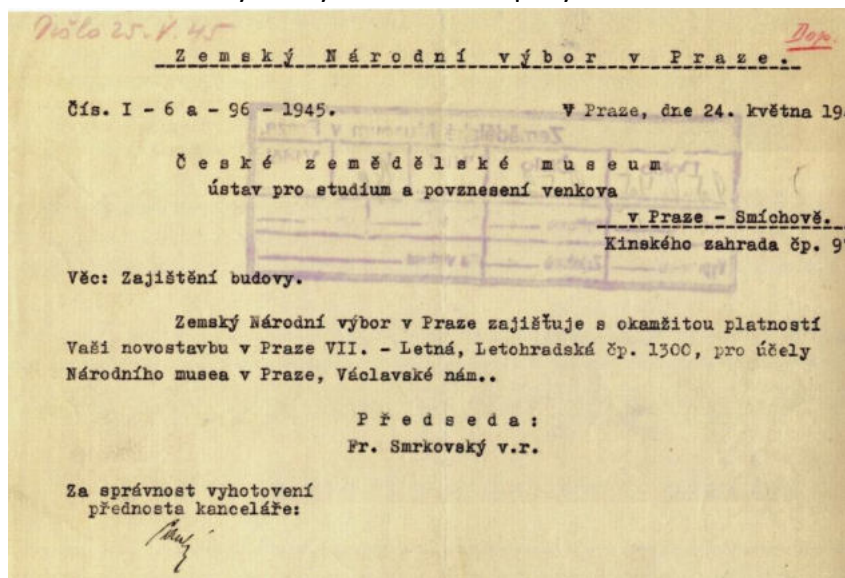 Došlo 25.V.45
Dopo.
Zemský Národní výbor v Praze.
Čís. I - 6 a - 96 - 1945.
V Praze, dne 24. května 19
České zemědělské museum
ústav pro studium a povznesení venkova
v Praze - Smíchově.
Kinského zahrada čp. 9
Věc: Zajištění budovy.
Zemský Národní výbor v Praze zajišťuje s okamžitou platností
Vaši novostavbu v Praze VII. - Letná, Letohradská čp. 1300, pro účely
Národního musea v Praze, Václavské nám..
Předseda:
Fr. Smrkovský v.r.
Za správnost vyhotovení
přednosta kanceláře: